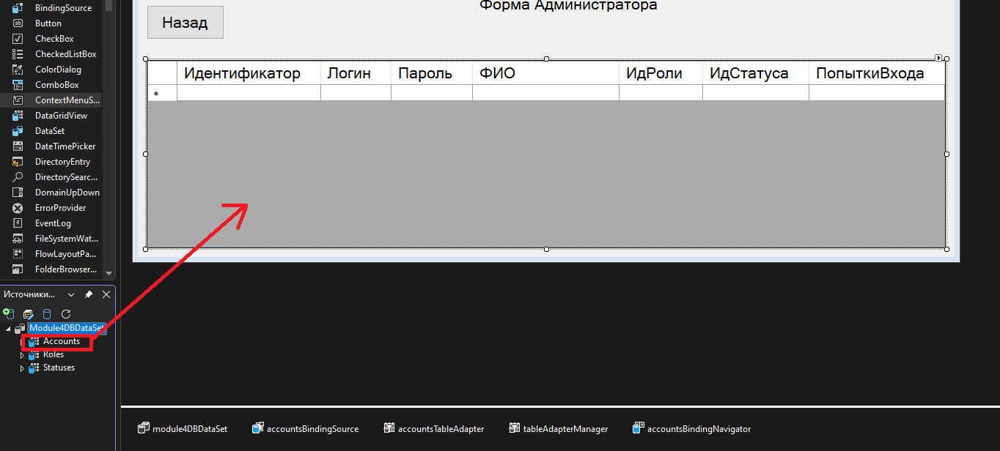 BindingSource
Button
CheckBox
CheckedListBox
ColorDialog
ComboBox
ContextMenuS...
DataGridView
DataSet
DateTimePicker
DirectoryEntry
DirectorySearc...
DomainUpDown
ErrorProvider
EventLog
FileSystemWat...
FlowLayoutPa...
FolderBrowser...
Источники...
Module4DBDataSet
Accounts
Roles
Statuses
Форма Администратора
Назад
Идентификатор Логин Пароль ФИО ИдРоли ИдСтатуса ПопыткиВхода
module4DBDataSet accountsBindingSource accountsTableAdapter tableAdapterManager accountsBindingNavigator